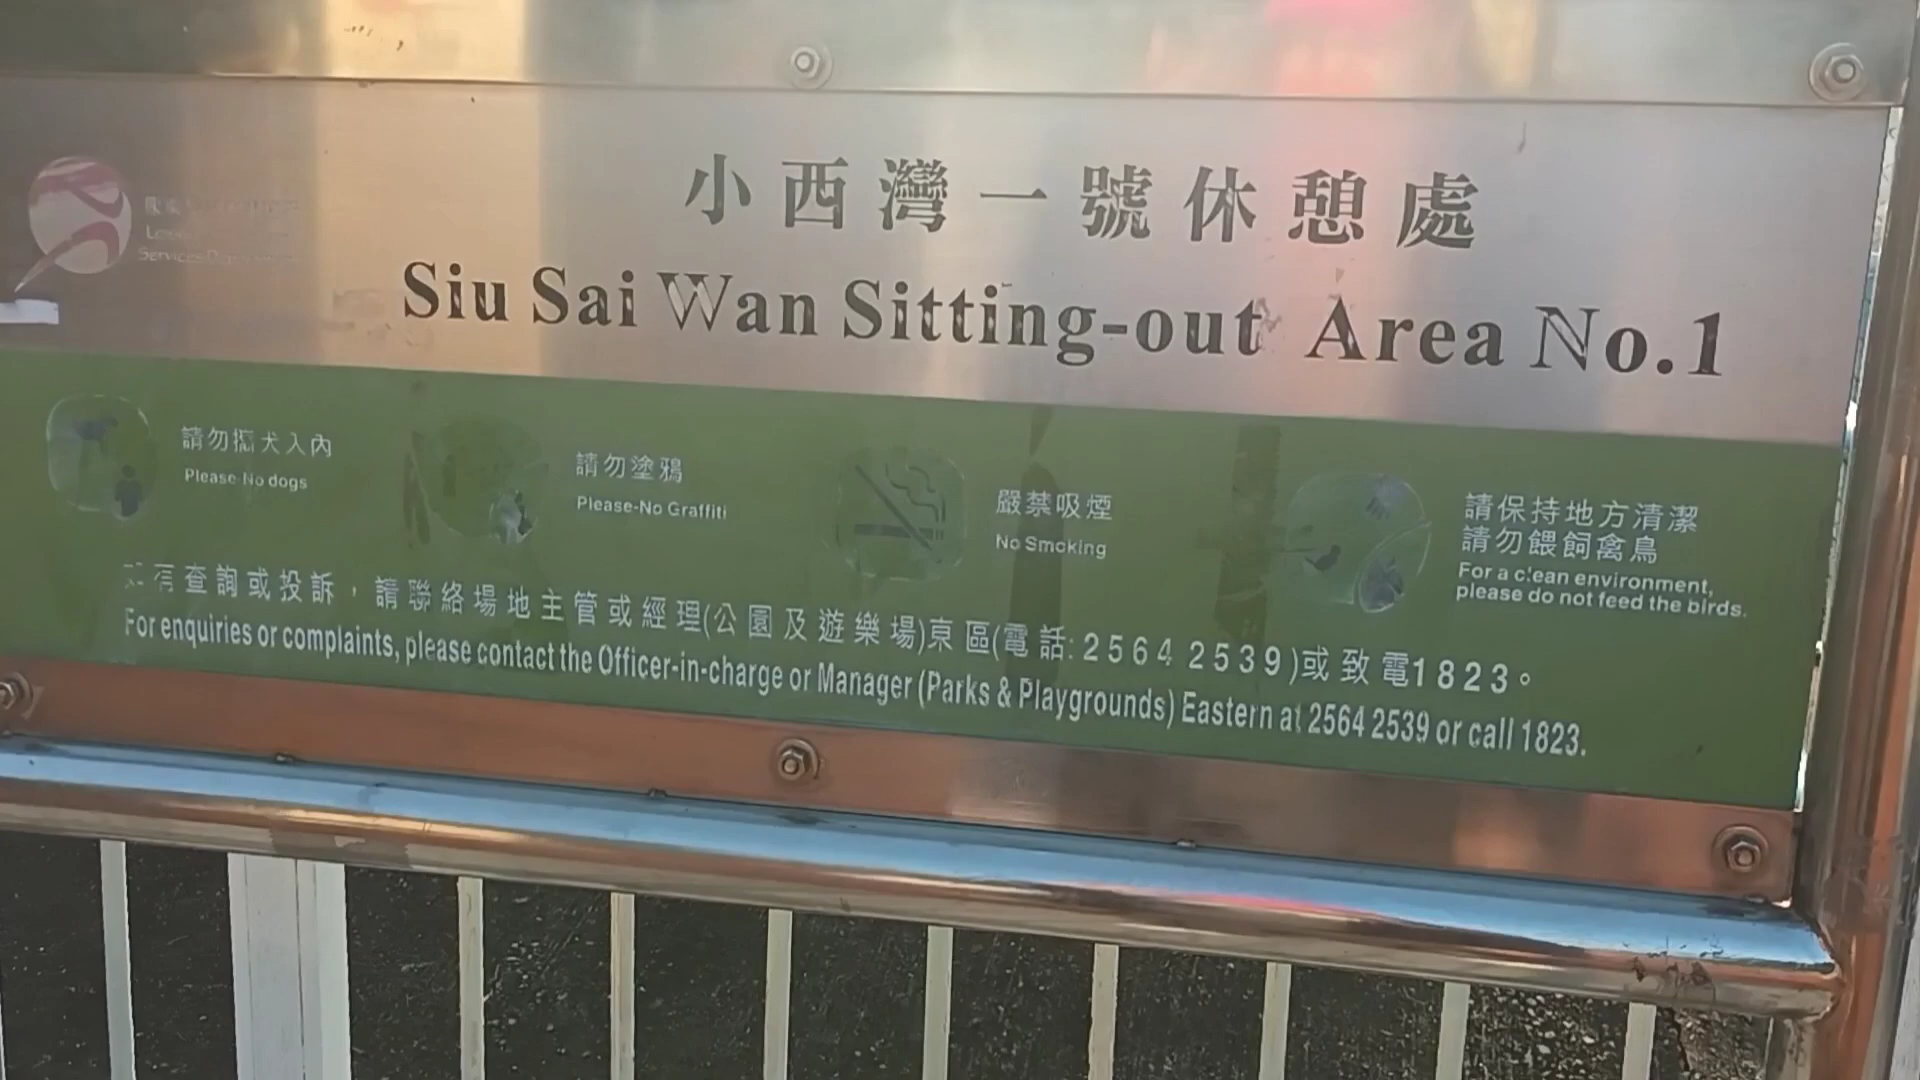 小西灣一號休憩處
Siu Sai Wan Sitting-out Area No.1
Services
請勿攜犬入內
Please No dogs
請勿塗鴉
Please-No Graffiti
嚴禁吸煙
No Smoking
請保持地方清潔
請勿餵飼禽鳥
For a clean environment,
please do not feed the birds.
如有查詢或投訴，請聯絡場地主管或經理(公園及遊樂場)東區(電話: 2564 2539)或致電1823。
For enquiries or complaints, please contact the Officer-in-charge or Manager (Parks & Playgrounds) Eastern at 2564 2539 or call 1823.